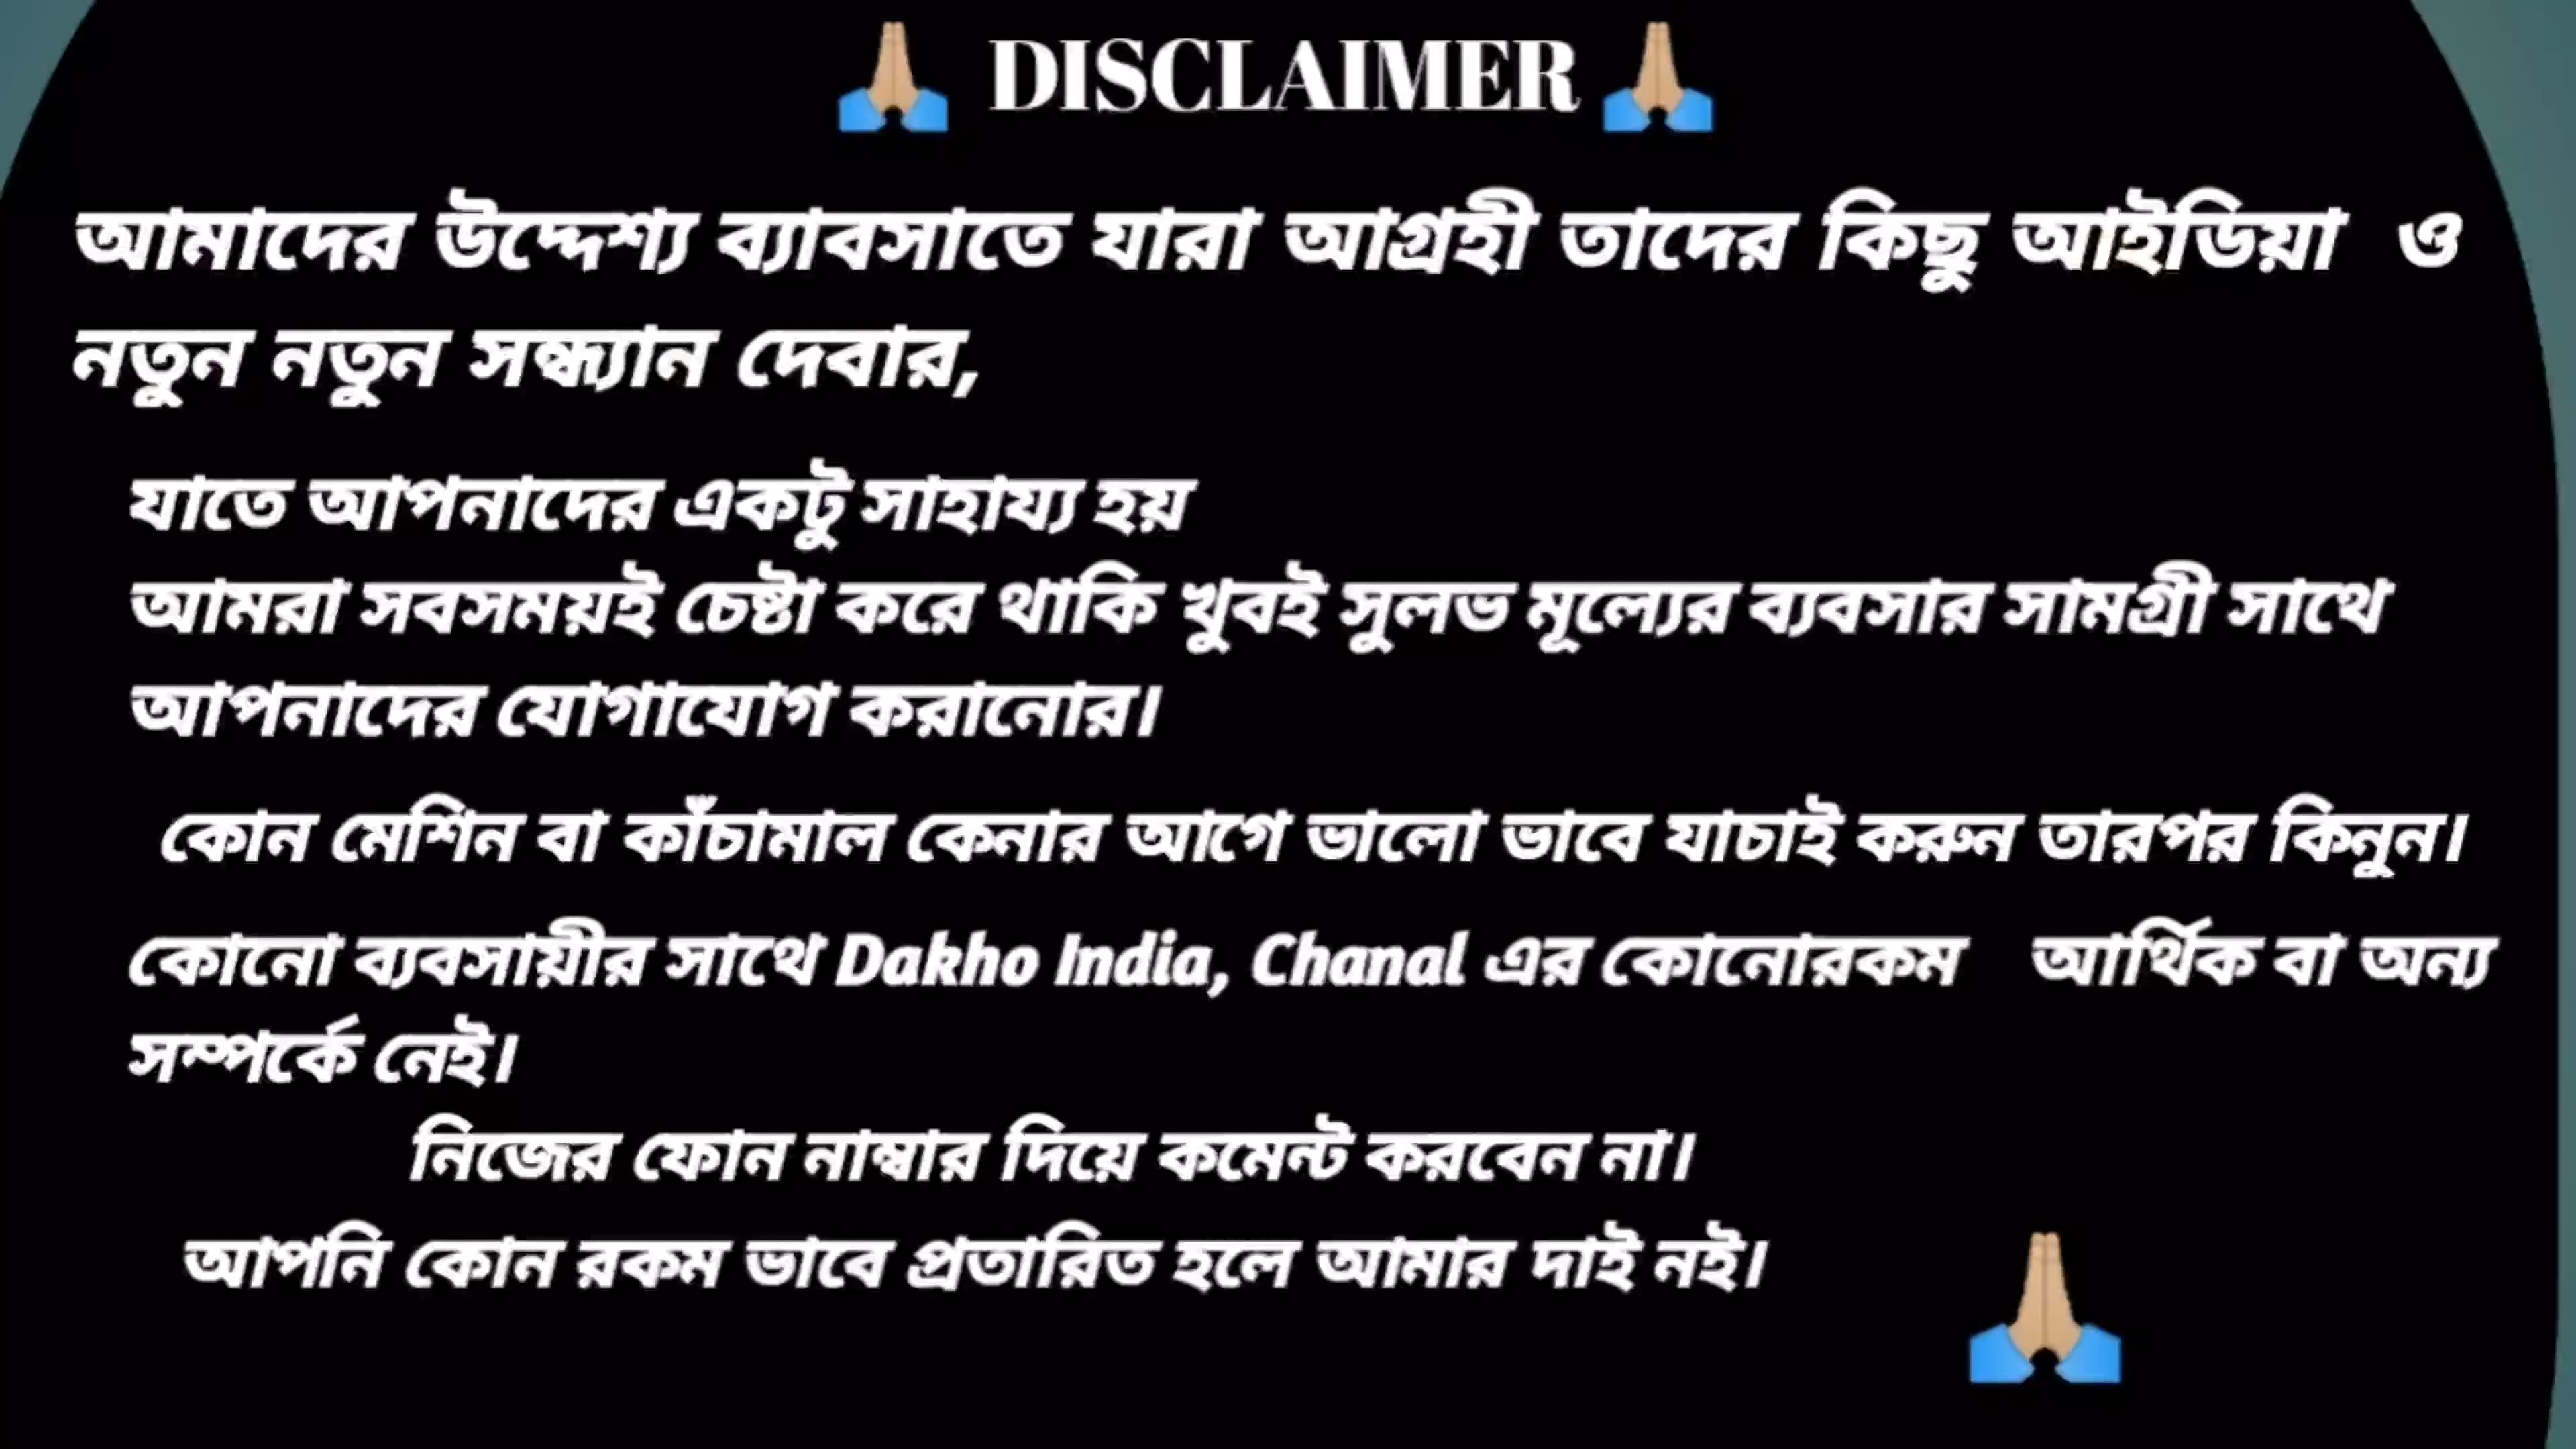 🙏🏼 DISCLAIMER 🙏🏼
আমাদের উদ্দেশ্য ব্যাবসাতে যারা আগ্রহী তাদের কিছু আইডিয়া ও
নতুন নতুন সন্ধ্যান দেবার,
যাতে আপনাদের একটু সাহায্য হয়
আমরা সবসময়ই চেষ্টা করে থাকি খুবই সুলভ মূল্যের ব্যবসার সামগ্রী সাথে
আপনাদের যোগাযোগ করানোর।
কোন মেশিন বা কাঁচামাল কেনার আগে ভালো ভাবে যাচাই করুন তারপর কিনুন।
কোনো ব্যবসায়ীর সাথে Dakho India, Chanal এর কোনোরকম আর্থিক বা অন্য
সম্পর্কে নেই।
নিজের ফোন নাম্বার দিয়ে কমেন্ট করবেন না।
আপনি কোন রকম ভাবে প্রতারিত হলে আমার দাই নই।
🙏🏼